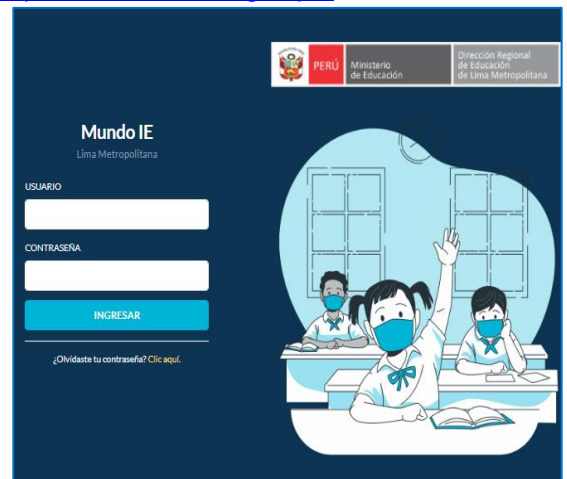 PERÚ
Ministerio
de Educación
Dirección Regional
de Educación
de Lima Metropolitana
Mundo IE
Lima Metropolitana
USUARIO
CONTRASEÑA
INGRESAR
¿Olvidaste tu contraseña? Clic aquí.